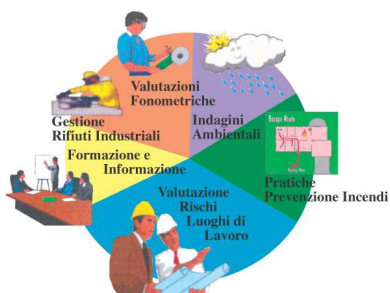 Valutazioni
Fonometriche
Indagini
Ambientali
Gestione
Rifiuti Industriali
Escape Route
Formazione e
Informazione
Pratiche
Prevenzione Incendi
Valutazione
Rischi
Luoghi di
Lavoro